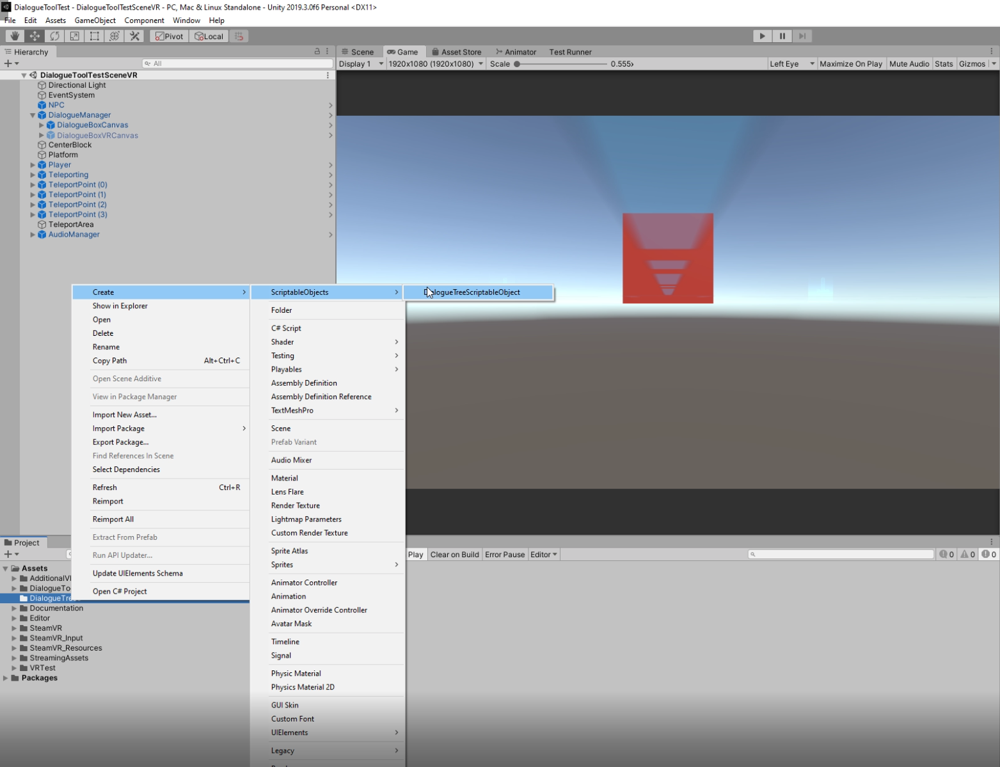 DialogueToolTest - DialogueToolTestSceneVR - PC, Mac & Linux Standalone - Unity 2019.3.0f6 Personal <DX11>
File Edit Assets GameObject Component Window Help
Pivot Local
Hierarchy
All
DialogueToolTestSceneVR
Directional Light
EventSystem
NPC
DialogueManager
DialogueBoxCanvas
DialogueBoxVRCanvas
CenterBlock
Platform
Player
Teleporting
TeleportPoint (0)
TeleportPoint (1)
TeleportPoint (2)
TeleportPoint (3)
TeleportArea
AudioManager
Scene Game Asset Store Animator Test Runner
Display 1 1920x1080 (1920x1080) Scale 0.555x Left Eye Maximize On Play Mute Audio Stats Gizmos
Create
Show in Explorer
Open
Delete
Rename
Copy Path Alt+Ctrl+C
Open Scene Additive
View in Package Manager
Import New Asset...
Import Package
Export Package...
Find References In Scene
Select Dependencies
Refresh Ctrl+R
Reimport
Reimport All
Extract From Prefab
Run API Updater...
Update UIElements Schema
Open C# Project
ScriptableObjects
Folder
C# Script
Shader
Testing
Playables
Assembly Definition
Assembly Definition Reference
TextMeshPro
Scene
Prefab Variant
Audio Mixer
Material
Lens Flare
Render Texture
Lightmap Parameters
Custom Render Texture
Sprite Atlas
Sprites
Animator Controller
Animation
Animator Override Controller
Avatar Mask
Timeline
Signal
Physic Material
Physics Material 2D
GUI Skin
Custom Font
UIElements
Legacy
DialogueTreeScriptableObject
Project
Play Clear on Build Error Pause Editor 0 0 0
Assets
AdditionalV
DialogueTo
DialogueTre
Documentation
Editor
SteamVR
SteamVR_Input
SteamVR_Resources
StreamingAssets
VRTest
Packages